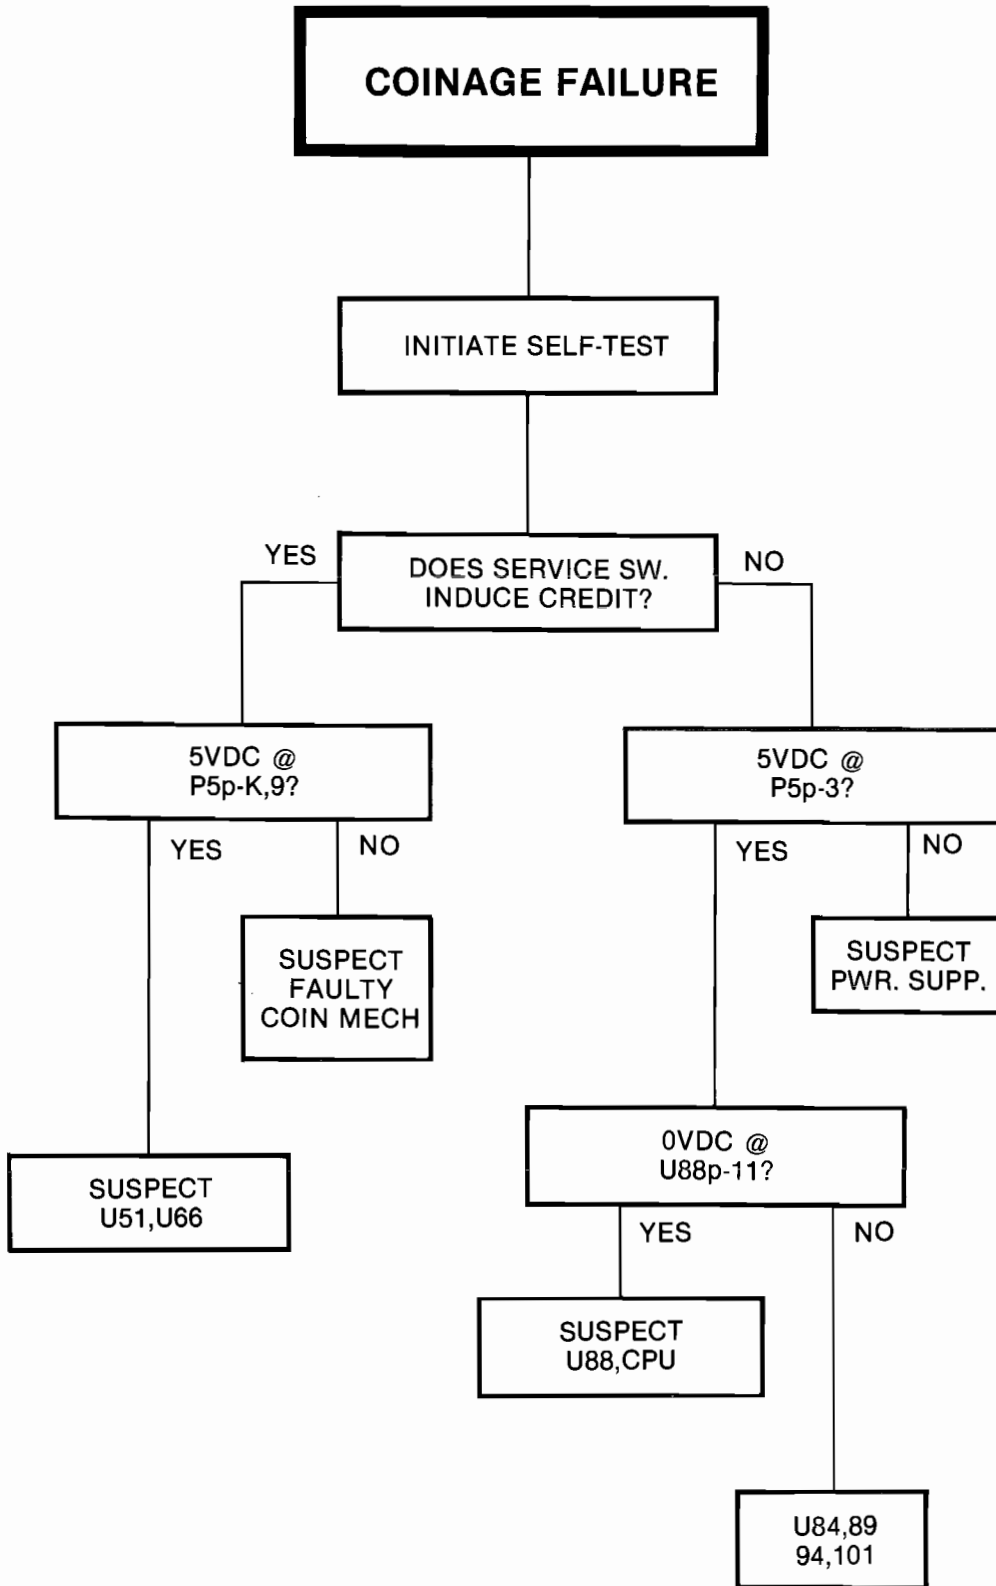 COINAGE FAILURE
INITIATE SELF-TEST
YES
DOES SERVICE SW.
INDUCE CREDIT?
NO
5VDC @
P5p-K,9?
5VDC @
P5p-3?
YES
NO
YES
NO
SUSPECT
FAULTY
COIN MECH
SUSPECT
PWR. SUPP.
0VDC @
U88p-11?
SUSPECT
U51,U66
YES
NO
SUSPECT
U88,CPU
U84,89
94,101